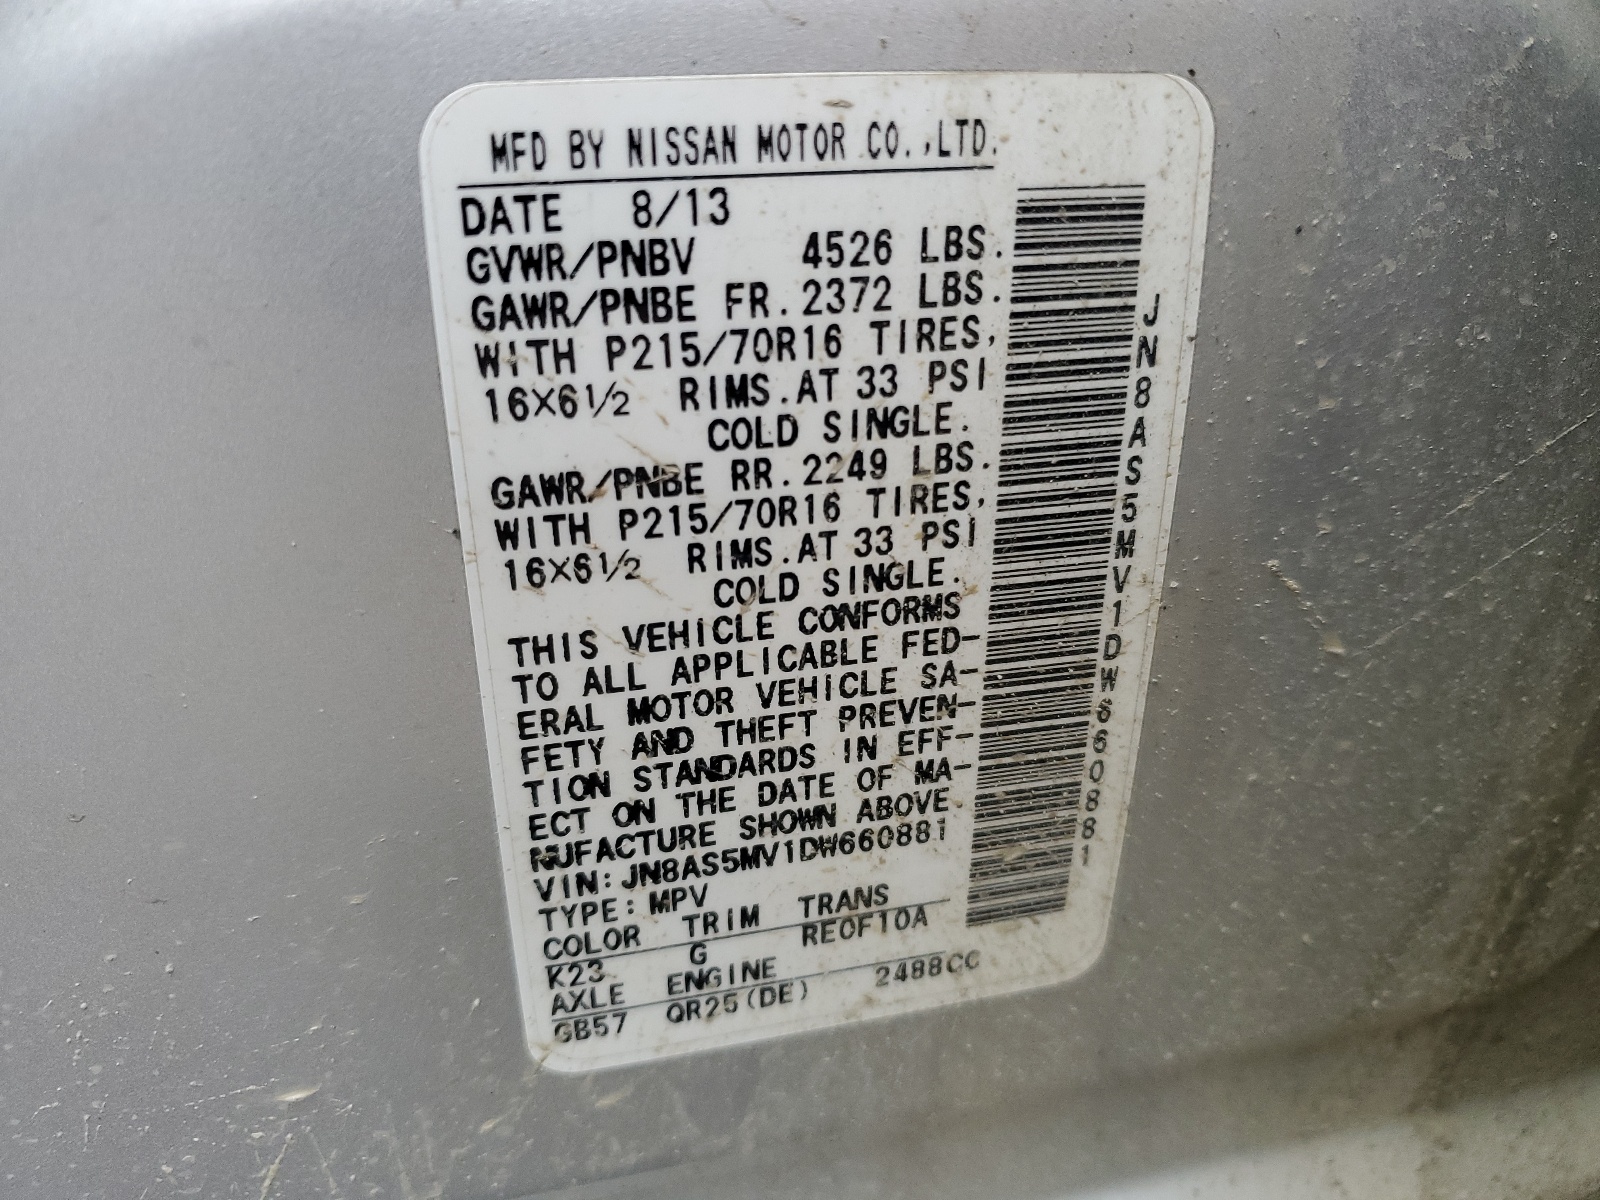 MFD BY NISSAN MOTOR CO.,LTD.
DATE 8/13
GVWR/PNBV 4526 LBS.
GAWR/PNBE FR. 2372 LBS.
WITH P215/70R16 TIRES,
16×6½ RIMS. AT 33 PSI
COLD SINGLE.
GAWR/PNBE RR. 2249 LBS.
WITH P215/70R16 TIRES,
16×6½ RIMS. AT 33 PSI
COLD SINGLE.
THIS VEHICLE CONFORMS
TO ALL APPLICABLE FED-
ERAL MOTOR VEHICLE SA-
FETY AND THEFT PREVEN-
TION STANDARDS IN EFF-
ECT ON THE DATE OF MA-
NUFACTURE SHOWN ABOVE
VIN: JN8AS5MV1DW660881
TYPE: MPV
COLOR TRIM TRANS
K23 G RE0F10A
AXLE ENGINE
GB57 QR25(DE) 2488CC
JN8AS5MV1DW660881